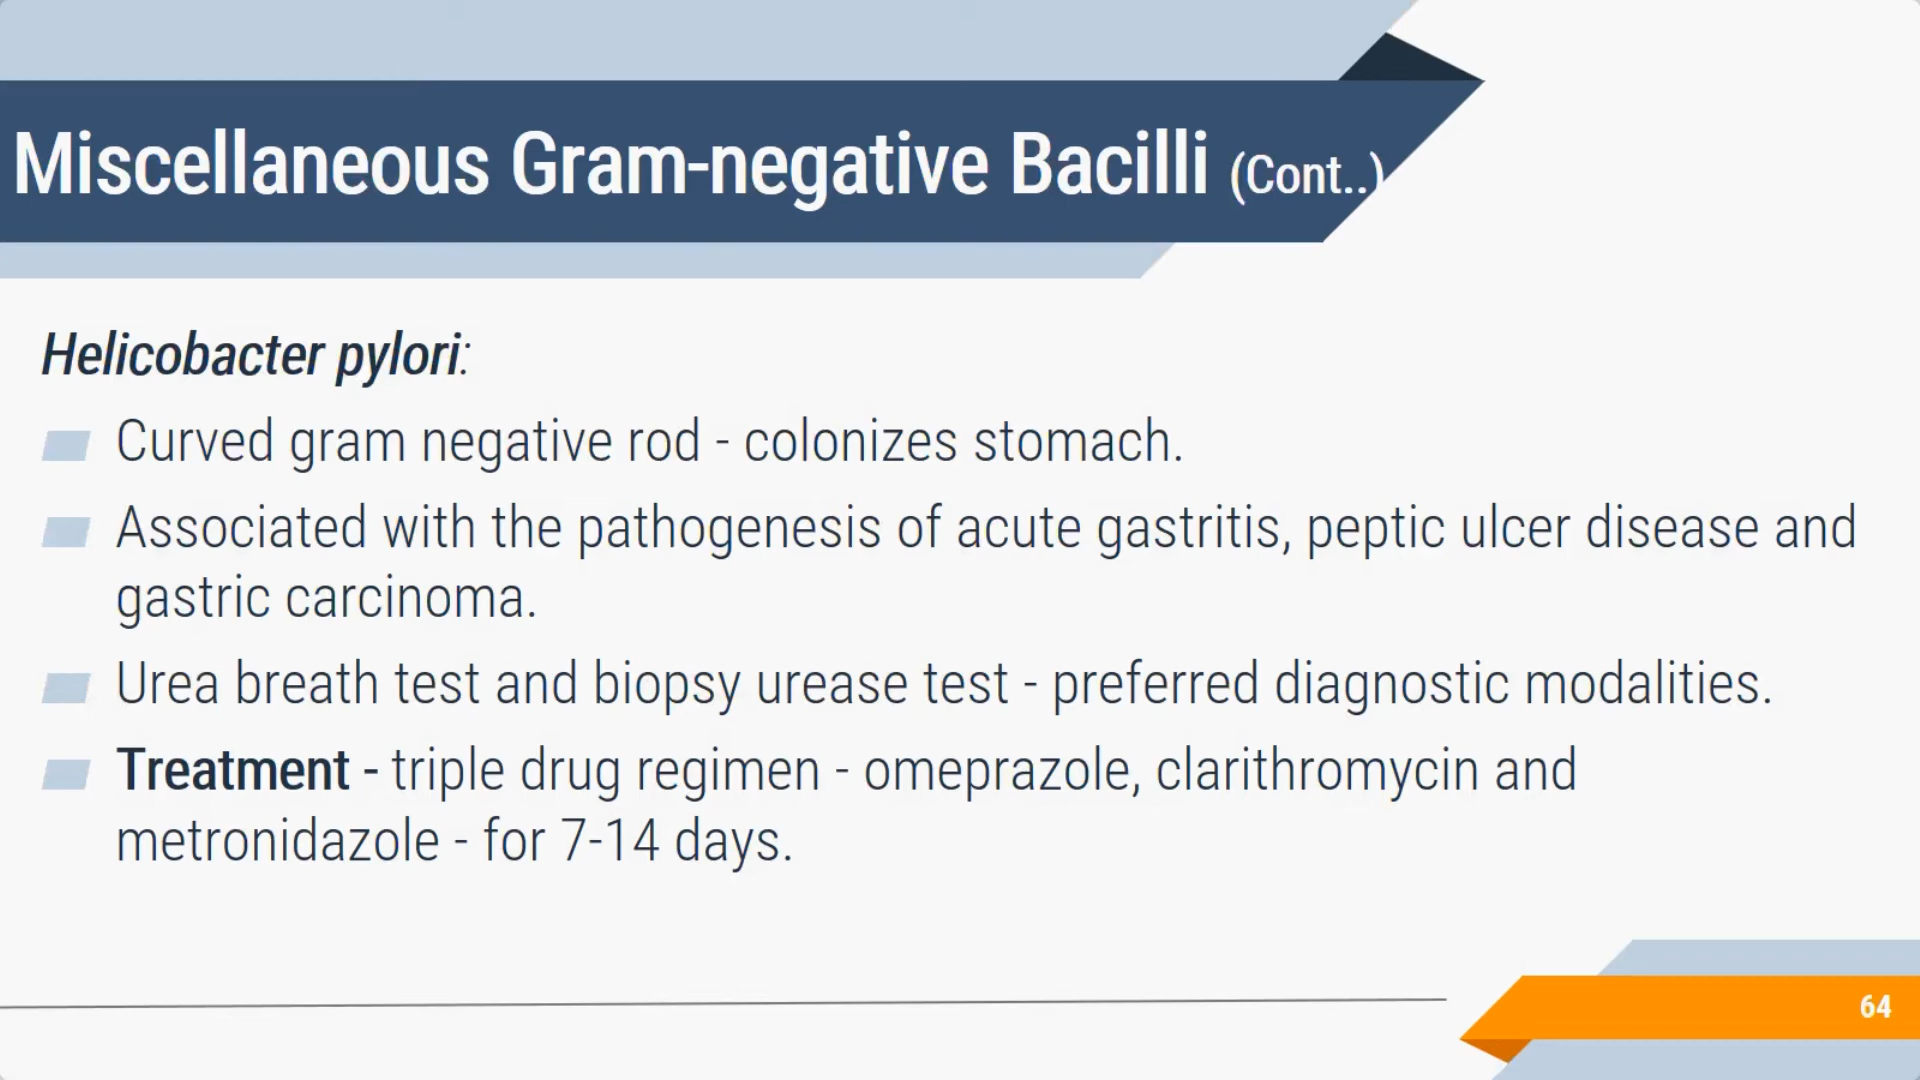 Miscellaneous Gram-negative Bacilli (Cont..)
Helicobacter pylori:
Curved gram negative rod - colonizes stomach.
Associated with the pathogenesis of acute gastritis, peptic ulcer disease and
gastric carcinoma.
Urea breath test and biopsy urease test - preferred diagnostic modalities.
Treatment - triple drug regimen - omeprazole, clarithromycin and
metronidazole - for 7-14 days.
64